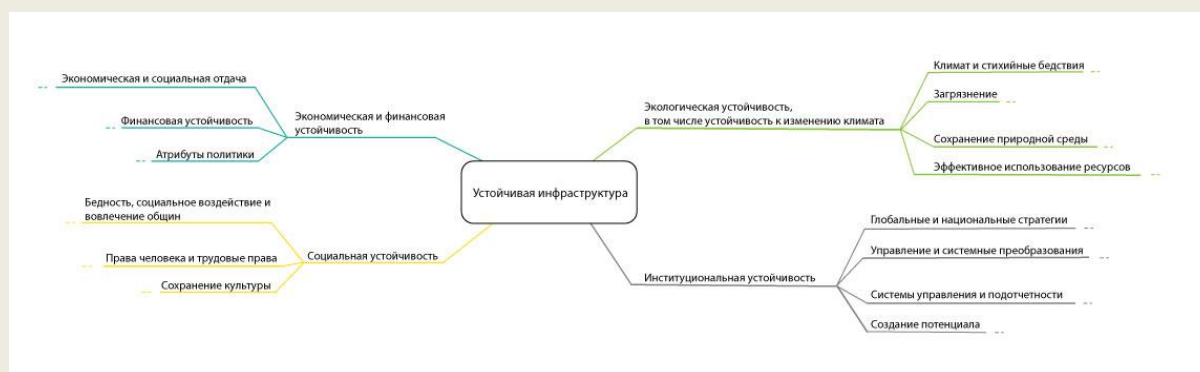 Экономическая и социальная отдача
Финансовая устойчивость
Атрибуты политики
Экономическая и финансовая
устойчивость
Бедность, социальное воздействие и
вовлечение общин
Права человека и трудовые права
Сохранение культуры
Социальная устойчивость
Устойчивая инфраструктура
Экологическая устойчивость,
в том числе устойчивость к изменению климата
Климат и стихийные бедствия
Загрязнение
Сохранение природной среды
Эффективное использование ресурсов
Институциональная устойчивость
Глобальные и национальные стратегии
Управление и системные преобразования
Системы управления и подотчетности
Создание потенциала